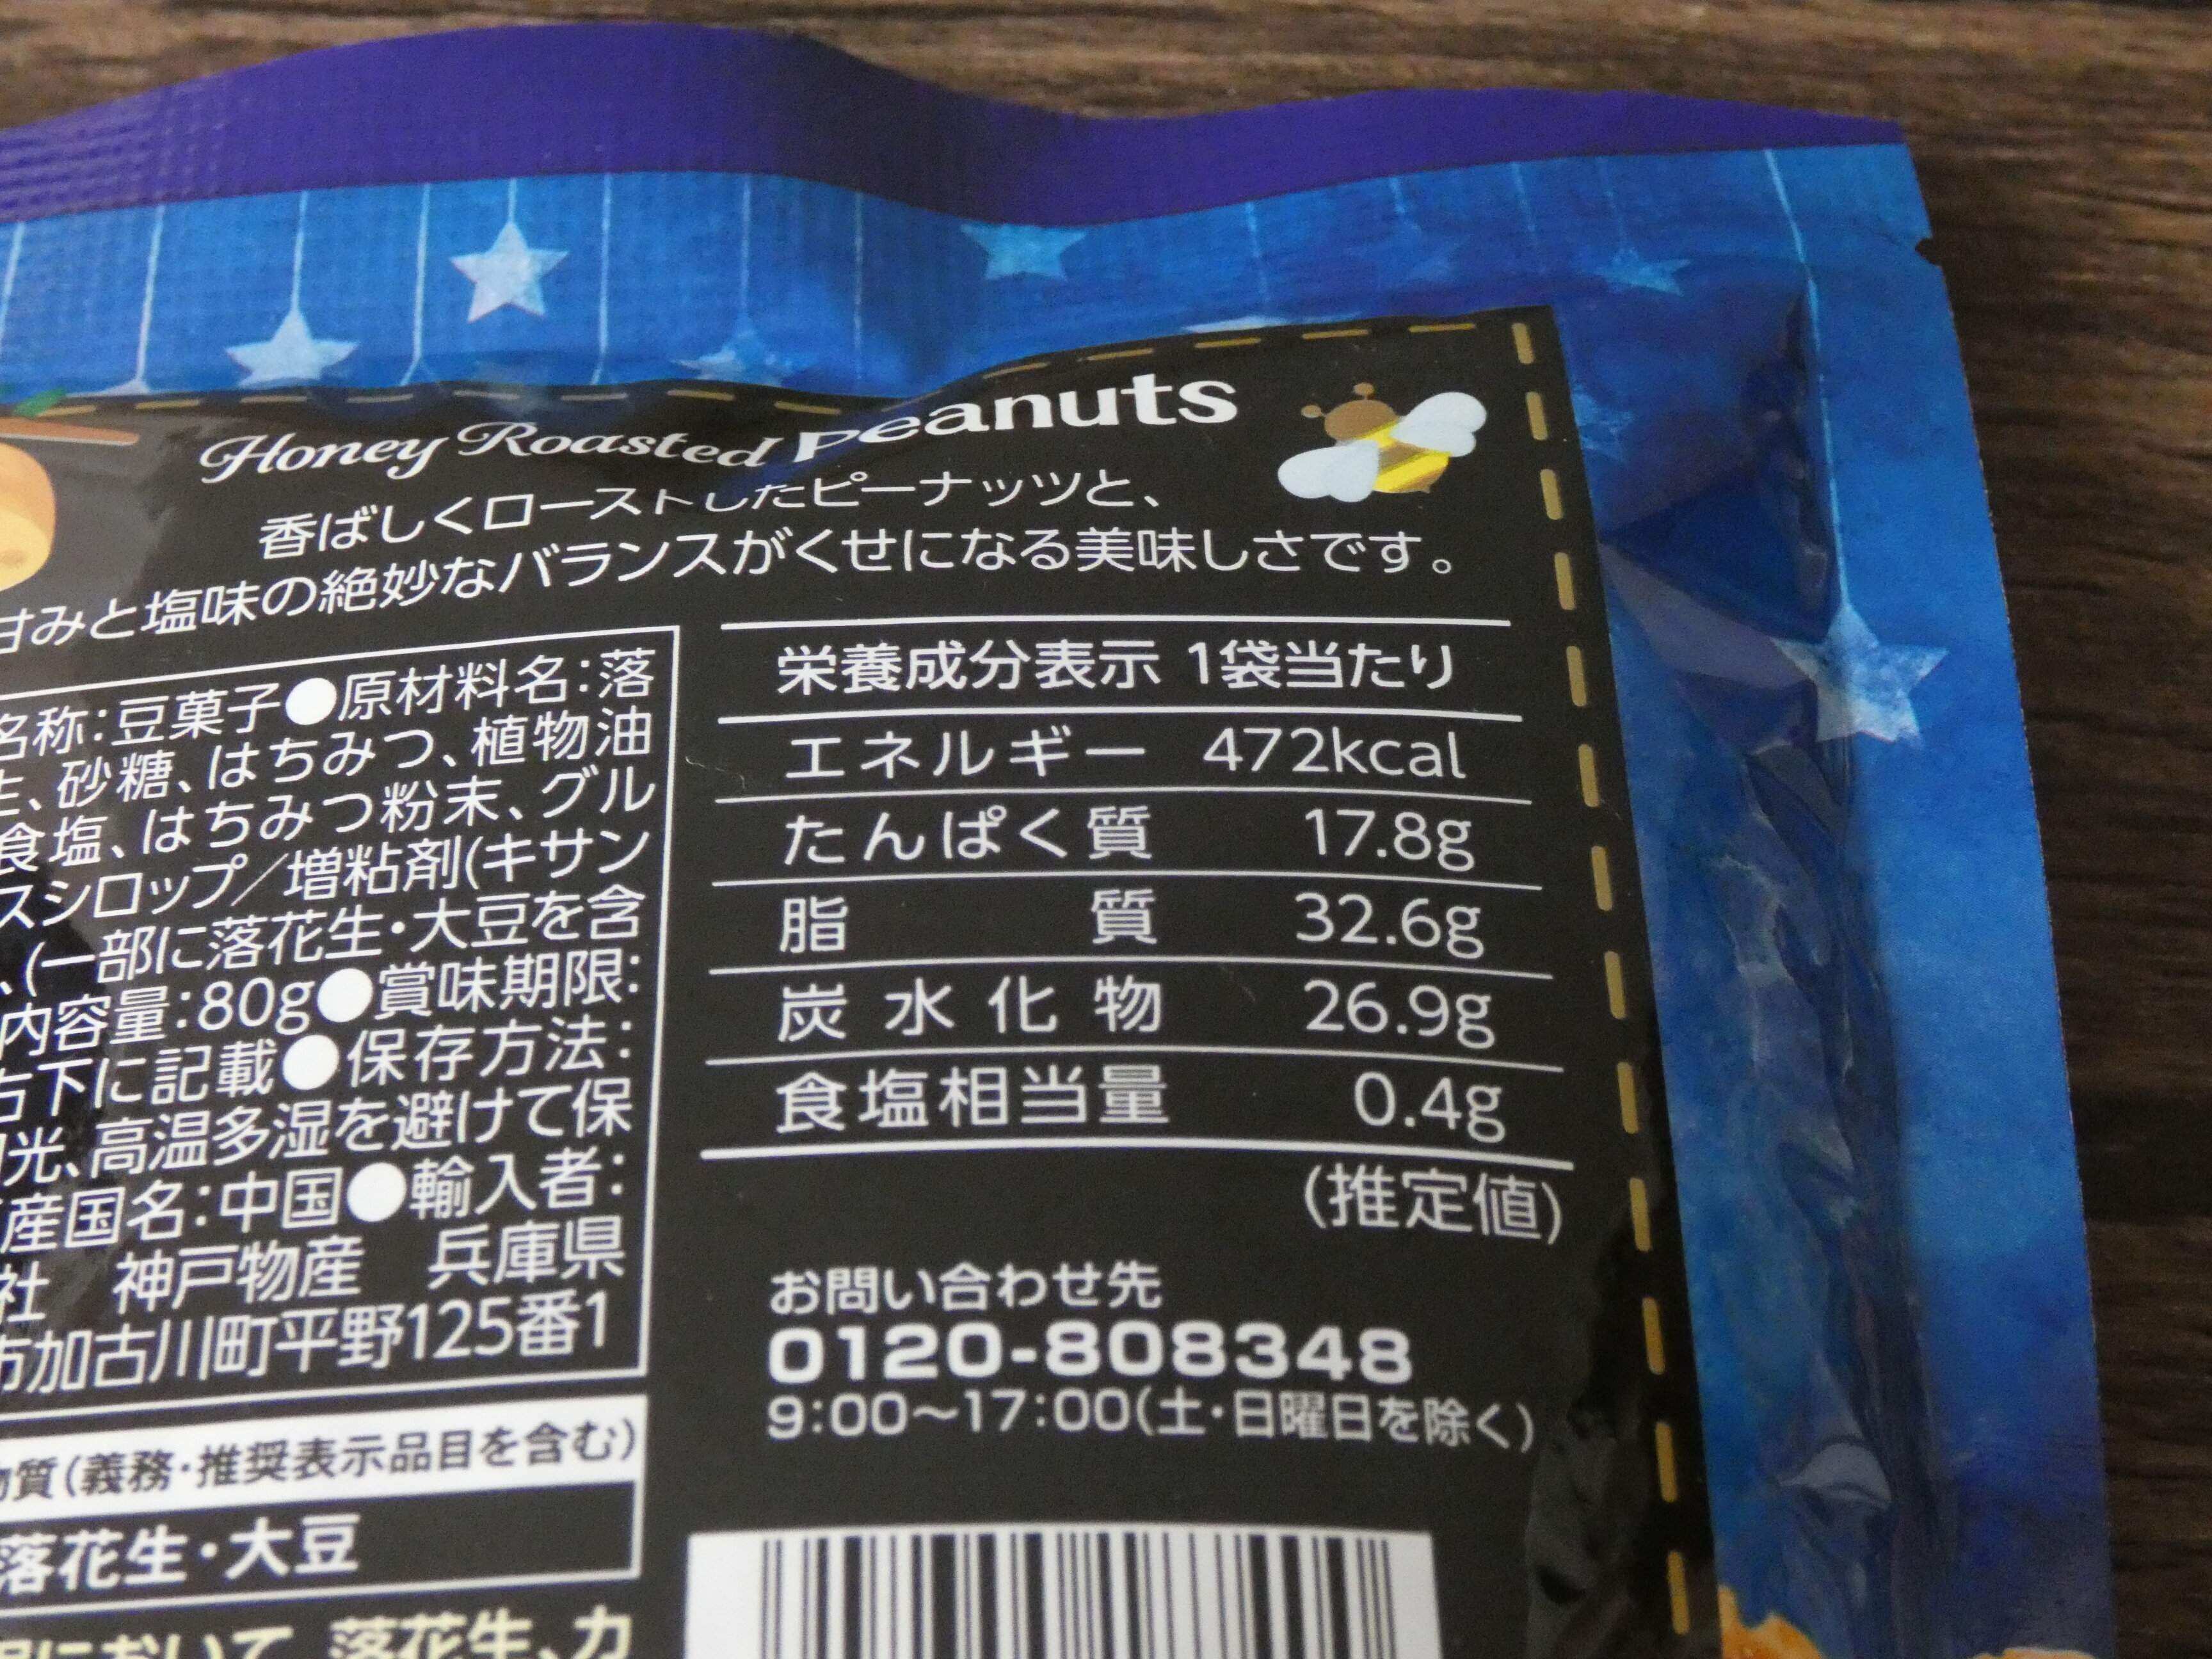 Honey Roasted Peanuts
香ばしくローストしたピーナッツと、
甘みと塩味の絶妙なバランスがくせになる美味しさです。
名称:豆菓子●原材料名:落
生、砂糖、はちみつ、植物油
食塩、はちみつ粉末、グル
スシロップ/増粘剤(キサン
、(一部に落花生・大豆を含
内容量:80g●賞味期限:
右下に記載●保存方法:
光、高温多湿を避けて保
産国名:中国●輸入者:
社 神戸物産 兵庫県
市加古川町平野125番1
物質(義務・推奨表示品目を含む)
落花生・大豆
において、落花生、カ
栄養成分表示 1袋当たり
エネルギー 472kcal
たんぱく質 17.8g
脂質 32.6g
炭水化物 26.9g
食塩相当量 0.4g
(推定値)
お問い合わせ先
0120-808348
9:00~17:00(土・日曜日を除く)